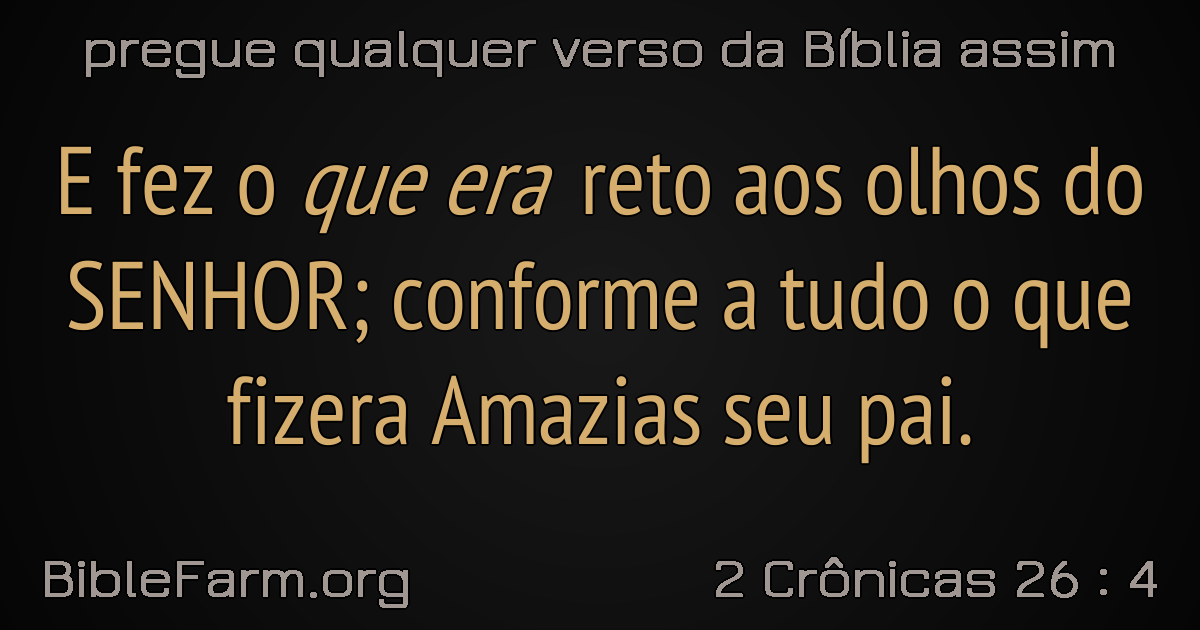 pregue qualquer verso da Bíblia assim
E fez o que era reto aos olhos do
SENHOR; conforme a tudo o que
fizera Amazias seu pai.
BibleFarm.org
2 Crônicas 26 : 4